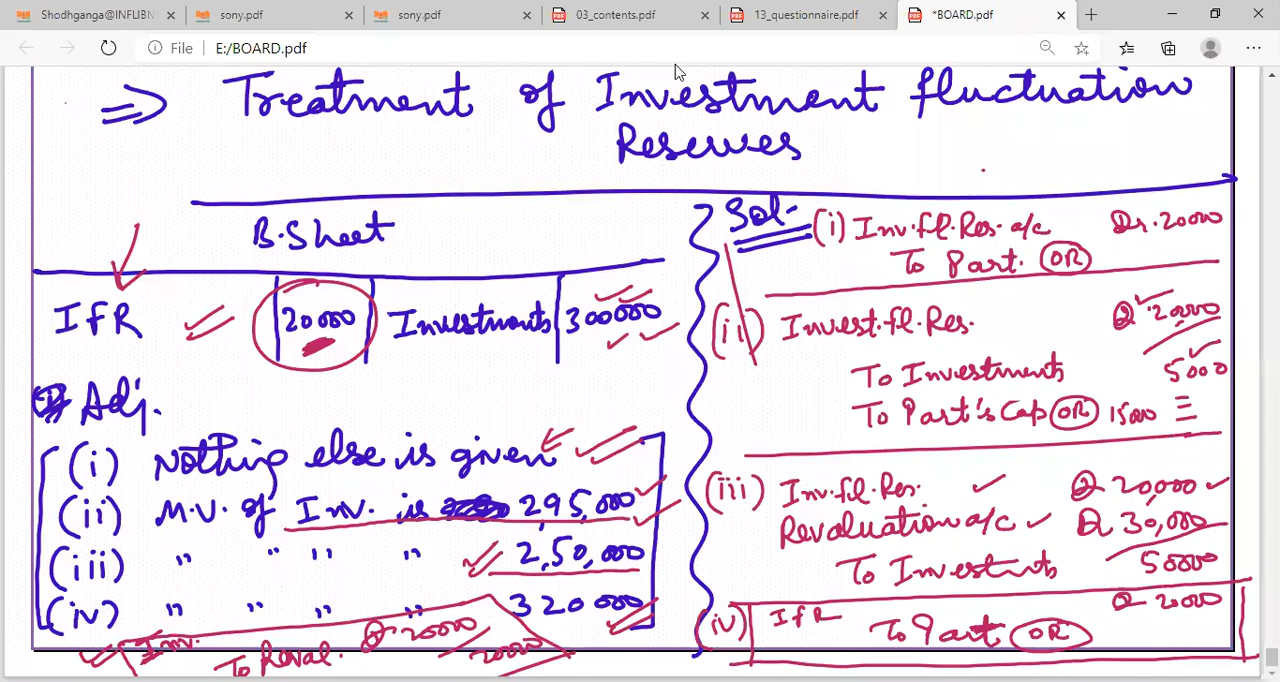 Shodhganga@INFLIBN
sony.pdf
sony.pdf
03_contents.pdf
13_questionnaire.pdf
*BOARD.pdf
File
E:/BOARD.pdf
⇒ Treatment of Investment fluctuation
Reserves
B.Sheet
IFR 20000 Investments 300000
Adj.
(i) Nothing else is given
(ii) M.V. of Inv. is 295,000
(iii) " " " " 2,50,000
(iv) " " " " 320000
Inv. Dr 20000
To Reval. 20000
Sol.
(i) Inv.fl.Res. a/c Dr. 20000
To Part. (OR)
(ii) Invest.fl.Res. Dr 20,000
To Investments 5000
To Part's Cap (OR) 15000
(iii) Inv.fl.Res. Dr 20,000
Revaluation a/c Dr 30,000
To Investments 50000
(iv) IFR Dr 20000
To Part (OR)